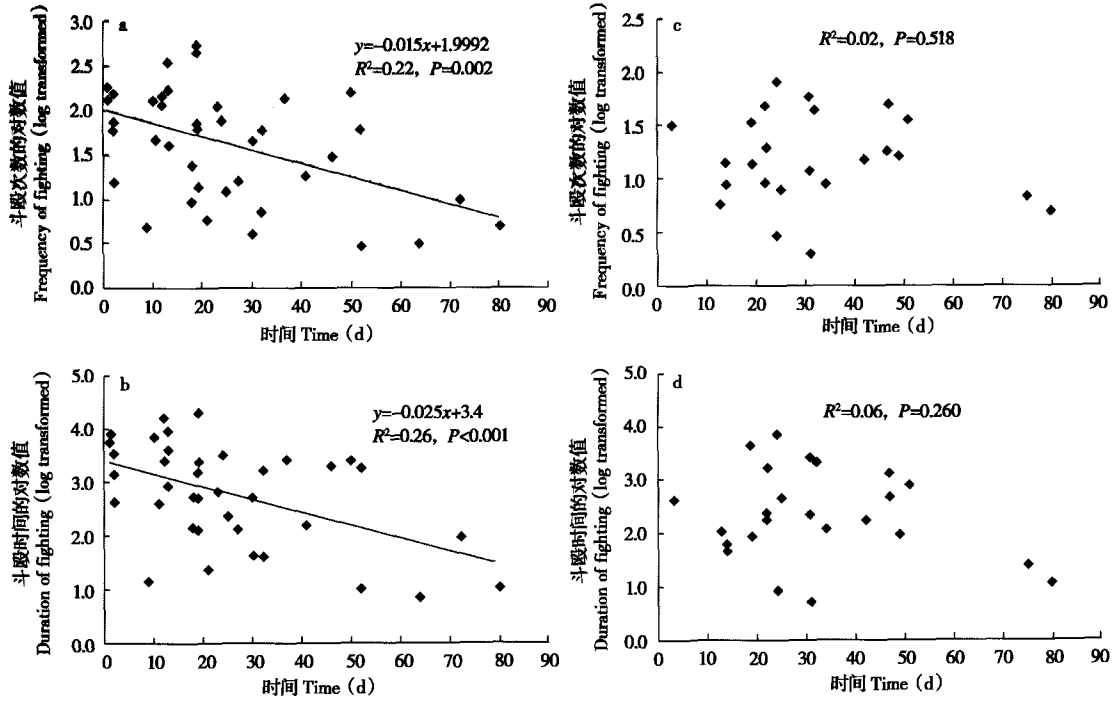 a
y=-0.015x+1.9992
R²=0.22, P=0.002
斗殴次数的对数值
Frequency of fighting (log transformed)
3.0
2.5
2.0
1.5
1.0
0.5
0.0
0 10 20 30 40 50 60 70 80 90
时间 Time (d)
c
R²=0.02, P=0.518
斗殴次数的对数值
Frequency of fighting (log transformed)
2.5
2.0
1.5
1.0
0.5
0.0
0 10 20 30 40 50 60 70 80 90
时间 Time (d)
b
y=-0.025x+3.4
R²=0.26, P<0.001
斗殴时间的对数值
Duration of fighting (log transformed)
5.0
4.0
3.0
2.0
1.0
0.0
0 10 20 30 40 50 60 70 80 90
时间 Time (d)
d
R²=0.06, P=0.260
斗殴时间的对数值
Duration of fighting (log transformed)
5.0
4.0
3.0
2.0
1.0
0.0
0 10 20 30 40 50 60 70 80 90
时间 Time (d)